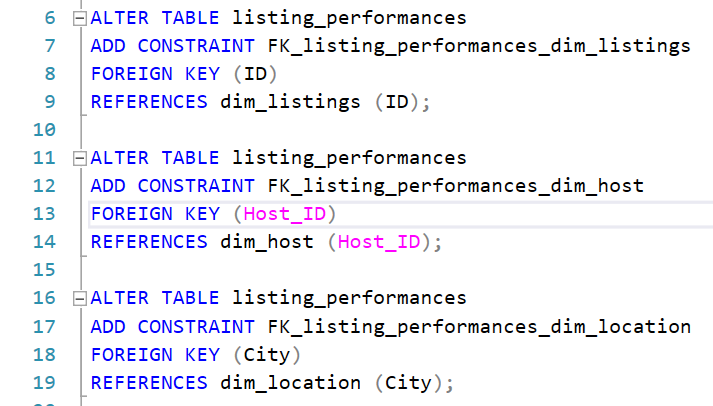 6 ALTER TABLE listing_performances
7 ADD CONSTRAINT FK_listing_performances_dim_listings
8 FOREIGN KEY (ID)
9 REFERENCES dim_listings (ID);
10
11 ALTER TABLE listing_performances
12 ADD CONSTRAINT FK_listing_performances_dim_host
13 FOREIGN KEY (Host_ID)
14 REFERENCES dim_host (Host_ID);
15
16 ALTER TABLE listing_performances
17 ADD CONSTRAINT FK_listing_performances_dim_location
18 FOREIGN KEY (City)
19 REFERENCES dim_location (City);